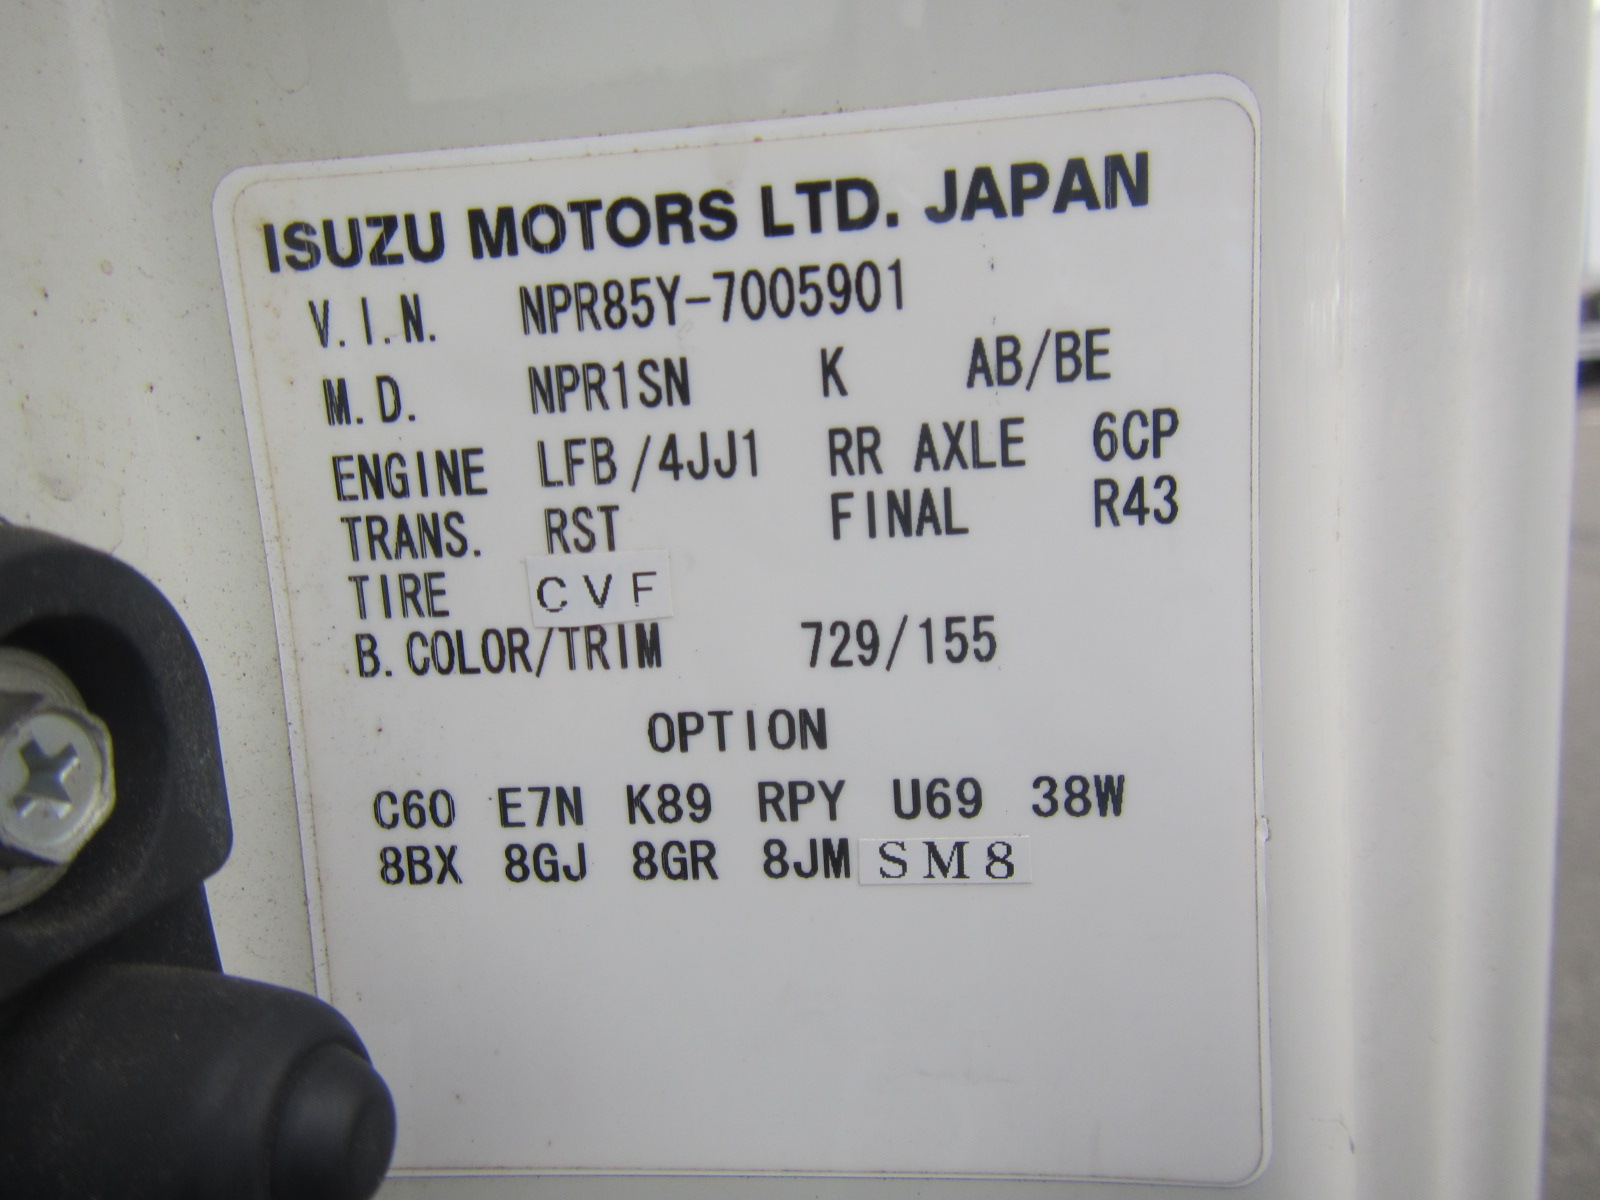 ISUZU MOTORS LTD. JAPAN
V.I.N. NPR85Y-7005901
M.D. NPR1SN K AB/BE
ENGINE LFB/4JJ1 RR AXLE 6CP
TRANS. RST FINAL R43
TIRE CVF
B.COLOR/TRIM 729/155
OPTION
C60 E7N K89 RPY U69 38W
8BX 8GJ 8GR 8JM SM8